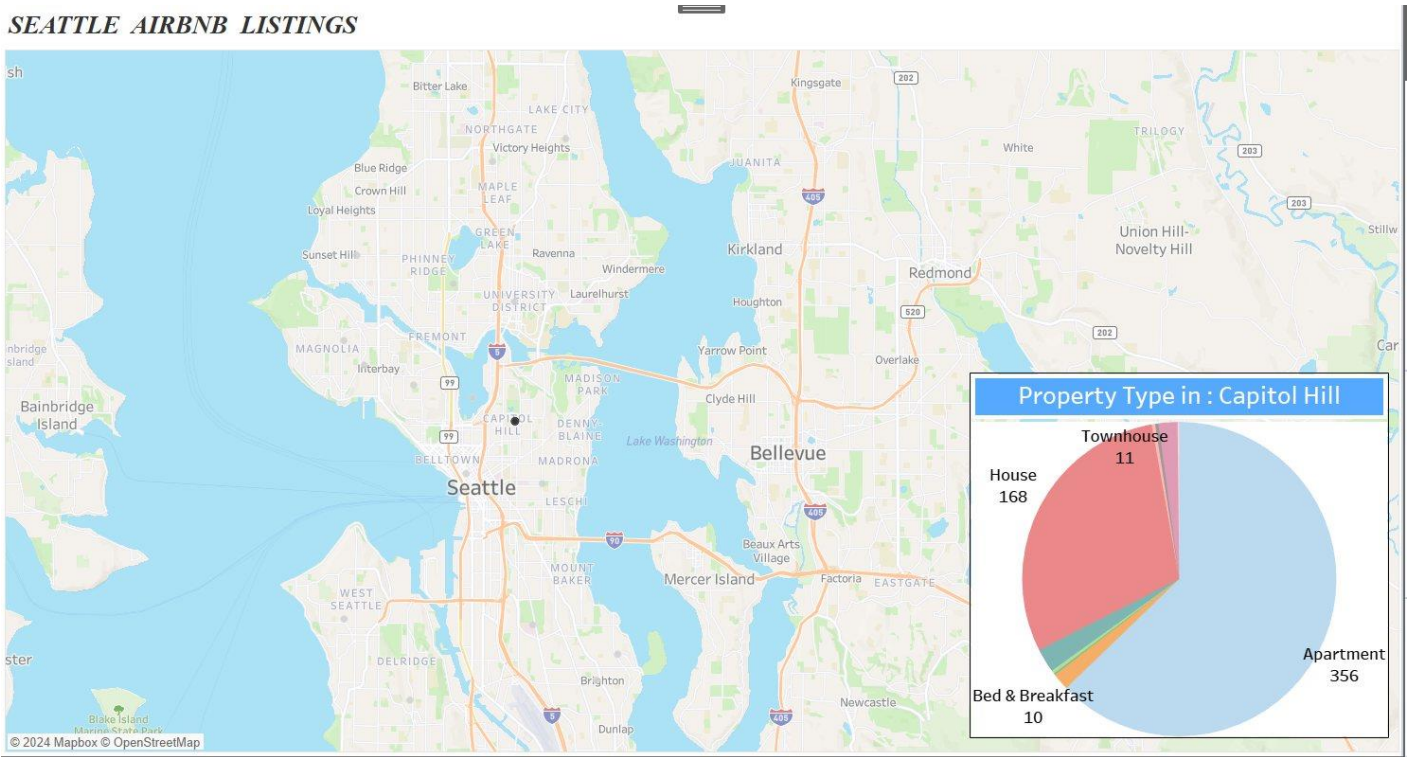 SEATTLE AIRBNB LISTINGS
sh
Bitter Lake
Kingsgate
202
LAKE CITY
NORTHGATE
Victory Heights
TRILOGY
White
203
JUANITA
Blue Ridge
Crown Hill
MAPLE
LEAF
405
203
Loyal Heights
GREEN
LAKE
Union Hill-
Novelty Hill
Stillw
Sunset Hill
PHINNEY
RIDGE
Ravenna
Windermere
Kirkland
Redmond
UNIVERSITY
DISTRICT
Laurelhurst
Houghton
520
202
MAGNOLIA
FREMONT
5
nbridge
sland
Interbay
Yarrow Point
Overlake
Car
99
MADISON
PARK
Clyde Hill
Bainbridge
Island
CAPITOL
HILL
DENNY-
BLAINE
99
Lake Washington
Bellevue
BELLTOWN
MADRONA
Seattle
LESCHI
405
90
Beaux Arts
Village
MOUNT
BAKER
Mercer Island
Factoria
EASTGATE
WEST
SEATTLE
ster
DELRIDGE
Brighton
Newcastle
5
405
Dunlap
Blake Island
Marine State Park
© 2024 Mapbox © OpenStreetMap
Property Type in : Capitol Hill
Townhouse
11
House
168
Apartment
356
Bed & Breakfast
10